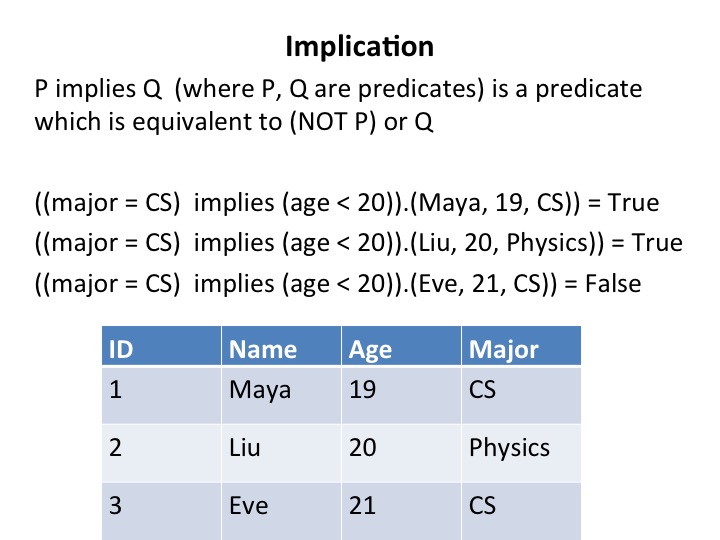 Implication
P implies Q (where P, Q are predicates) is a predicate
which is equivalent to (NOT P) or Q
((major = CS) implies (age < 20)).(Maya, 19, CS)) = True
((major = CS) implies (age < 20)).(Liu, 20, Physics)) = True
((major = CS) implies (age < 20)).(Eve, 21, CS)) = False
ID Name Age Major
1 Maya 19 CS
2 Liu 20 Physics
3 Eve 21 CS